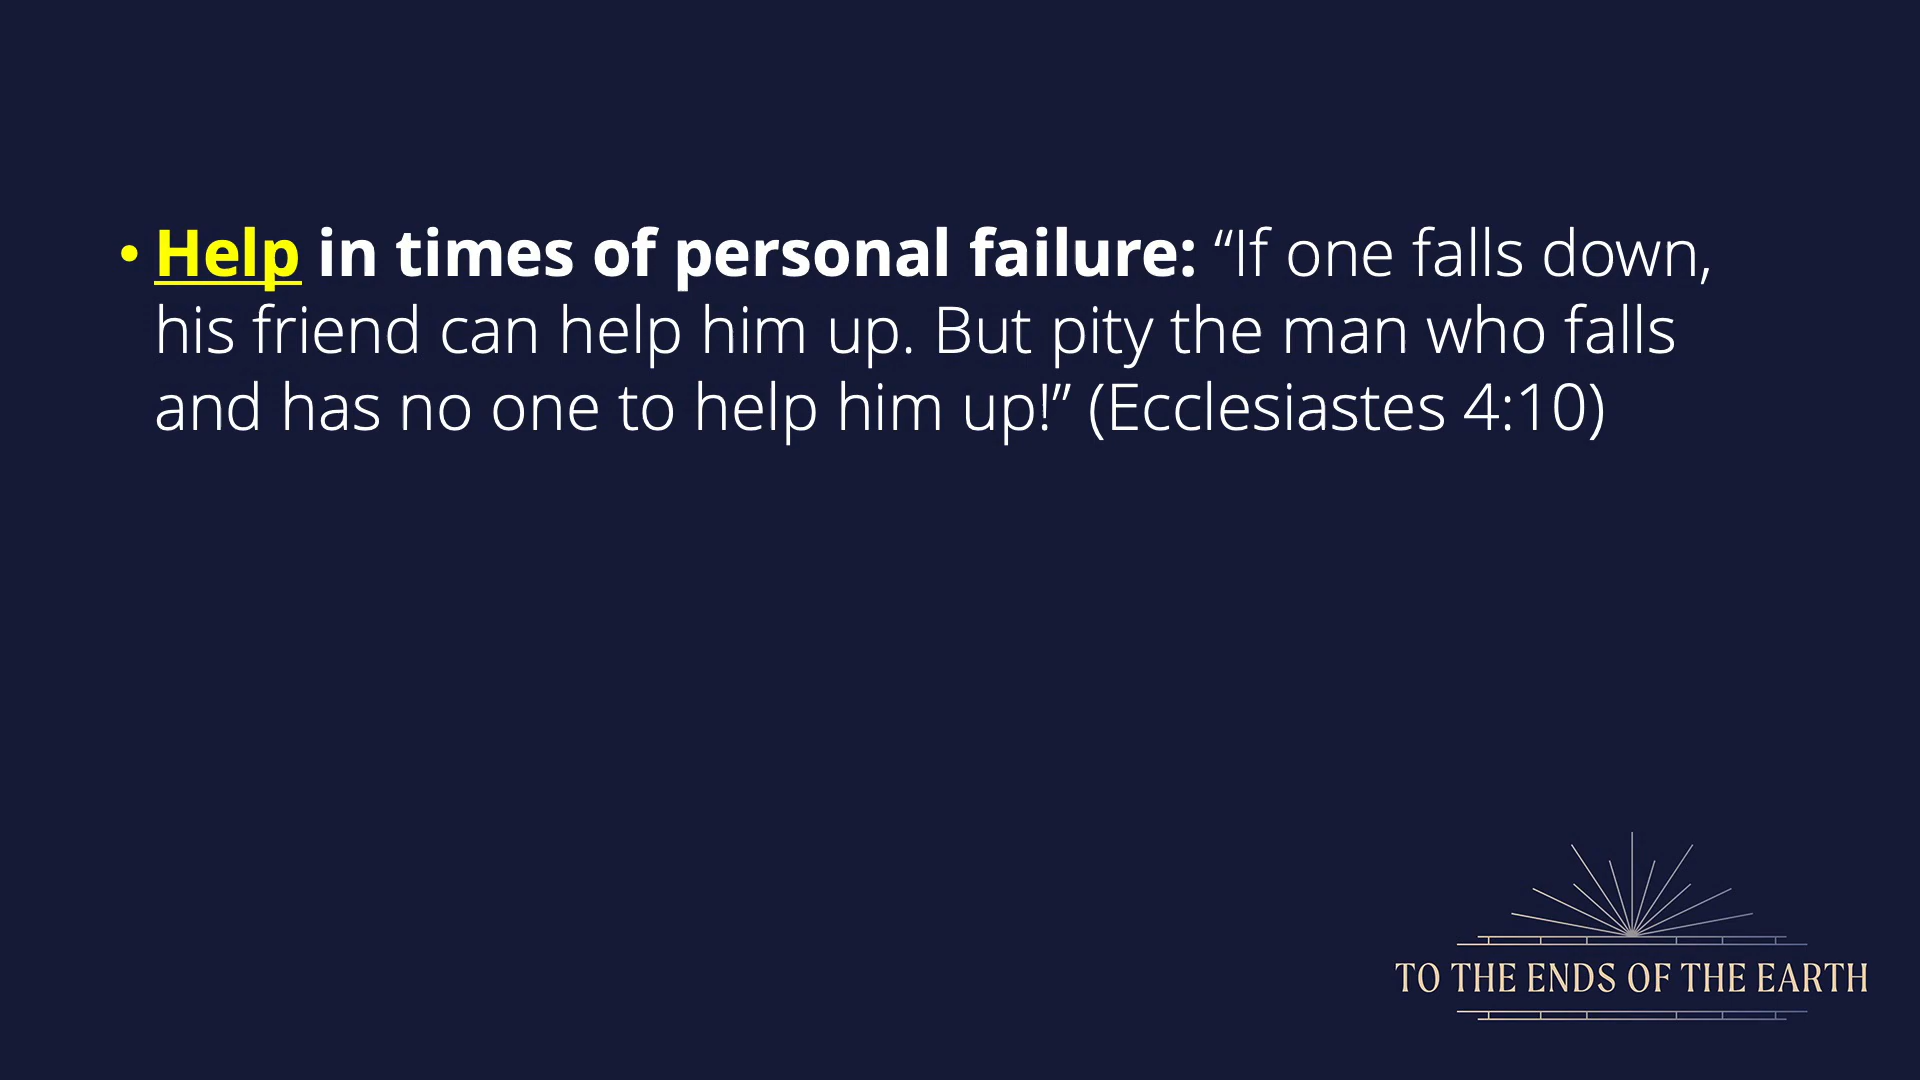 • Help in times of personal failure: “If one falls down,
his friend can help him up. But pity the man who falls
and has no one to help him up!” (Ecclesiastes 4:10)
TO THE ENDS OF THE EARTH